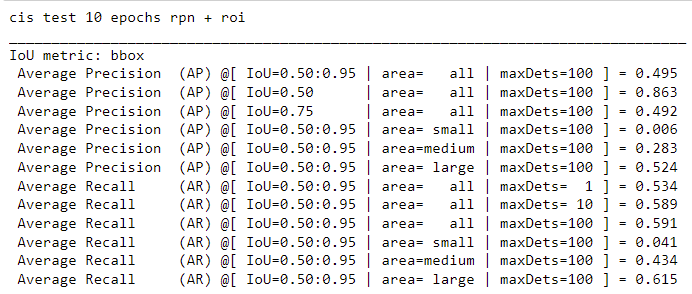 cis test 10 epochs rpn + roi
IoU metric: bbox
Average Precision  (AP) @[ IoU=0.50:0.95 | area=   all | maxDets=100 ] = 0.495
Average Precision  (AP) @[ IoU=0.50      | area=   all | maxDets=100 ] = 0.863
Average Precision  (AP) @[ IoU=0.75      | area=   all | maxDets=100 ] = 0.492
Average Precision  (AP) @[ IoU=0.50:0.95 | area= small | maxDets=100 ] = 0.006
Average Precision  (AP) @[ IoU=0.50:0.95 | area=medium | maxDets=100 ] = 0.283
Average Precision  (AP) @[ IoU=0.50:0.95 | area= large | maxDets=100 ] = 0.524
Average Recall     (AR) @[ IoU=0.50:0.95 | area=   all | maxDets=  1 ] = 0.534
Average Recall     (AR) @[ IoU=0.50:0.95 | area=   all | maxDets= 10 ] = 0.589
Average Recall     (AR) @[ IoU=0.50:0.95 | area=   all | maxDets=100 ] = 0.591
Average Recall     (AR) @[ IoU=0.50:0.95 | area= small | maxDets=100 ] = 0.041
Average Recall     (AR) @[ IoU=0.50:0.95 | area=medium | maxDets=100 ] = 0.434
Average Recall     (AR) @[ IoU=0.50:0.95 | area= large | maxDets=100 ] = 0.615